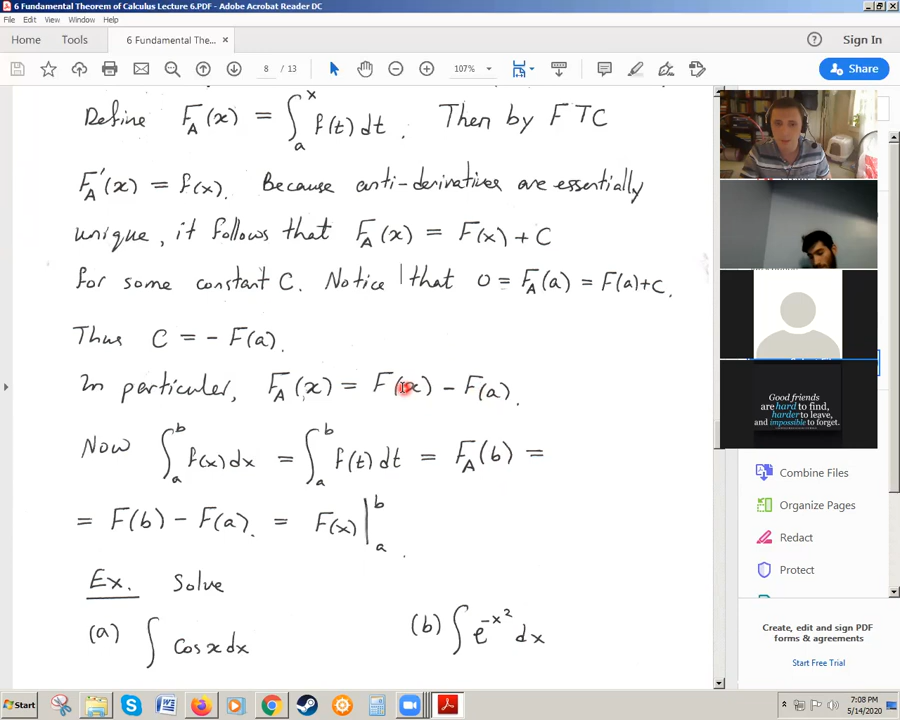 6 Fundamental Theorem of Calculus Lecture 6.PDF - Adobe Acrobat Reader DC
File Edit View Window Help
Home Tools 6 Fundamental The... × Sign In
8 / 13 107% Share
Define F_A(x) = ∫_a^x f(t) dt. Then by FTC
F_A'(x) = f(x). Because anti-derivatives are essentially
unique, it follows that F_A(x) = F(x) + C
for some constant C. Notice that 0 = F_A(a) = F(a)+C.
Thus C = - F(a).
In particular, F_A(x) = F(x) - F(a).
Now ∫_a^b f(x)dx = ∫_a^b f(t) dt = F_A(b) =
= F(b) - F(a). = F(x)|_a^b.
Ex. Solve
(a) ∫ cosx dx (b) ∫ e^{-x^2} dx
Good friends
are hard to find,
harder to leave,
and impossible to forget.
Combine Files
Organize Pages
Redact
Protect
Create, edit and sign PDF
forms & agreements
Start Free Trial
Start
7:08 PM
5/14/2020